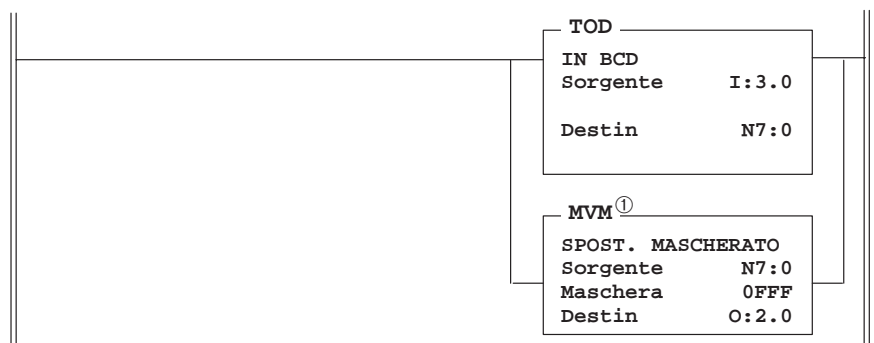 TOD
IN BCD
Sorgente I:3.0
Destin N7:0
MVM①
SPOST. MASCHERATO
Sorgente N7:0
Maschera 0FFF
Destin O:2.0